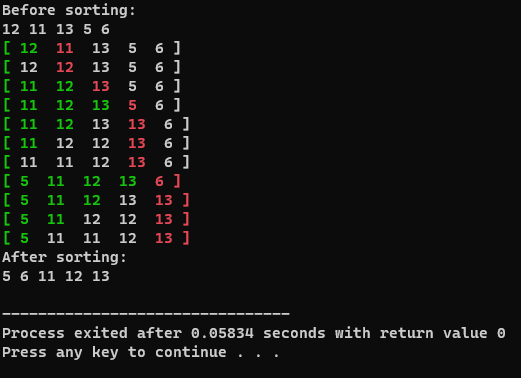 Before sorting:
12 11 13 5 6
[ 12  11  13  5  6 ]
[ 12  12  13  5  6 ]
[ 11  12  13  5  6 ]
[ 11  12  13  5  6 ]
[ 11  12  13  13  6 ]
[ 11  12  12  13  6 ]
[ 11  11  12  13  6 ]
[ 5  11  12  13  6 ]
[ 5  11  12  13  13 ]
[ 5  11  12  12  13 ]
[ 5  11  11  12  13 ]
After sorting:
5 6 11 12 13
--------------------------------
Process exited after 0.05834 seconds with return value 0
Press any key to continue . . .